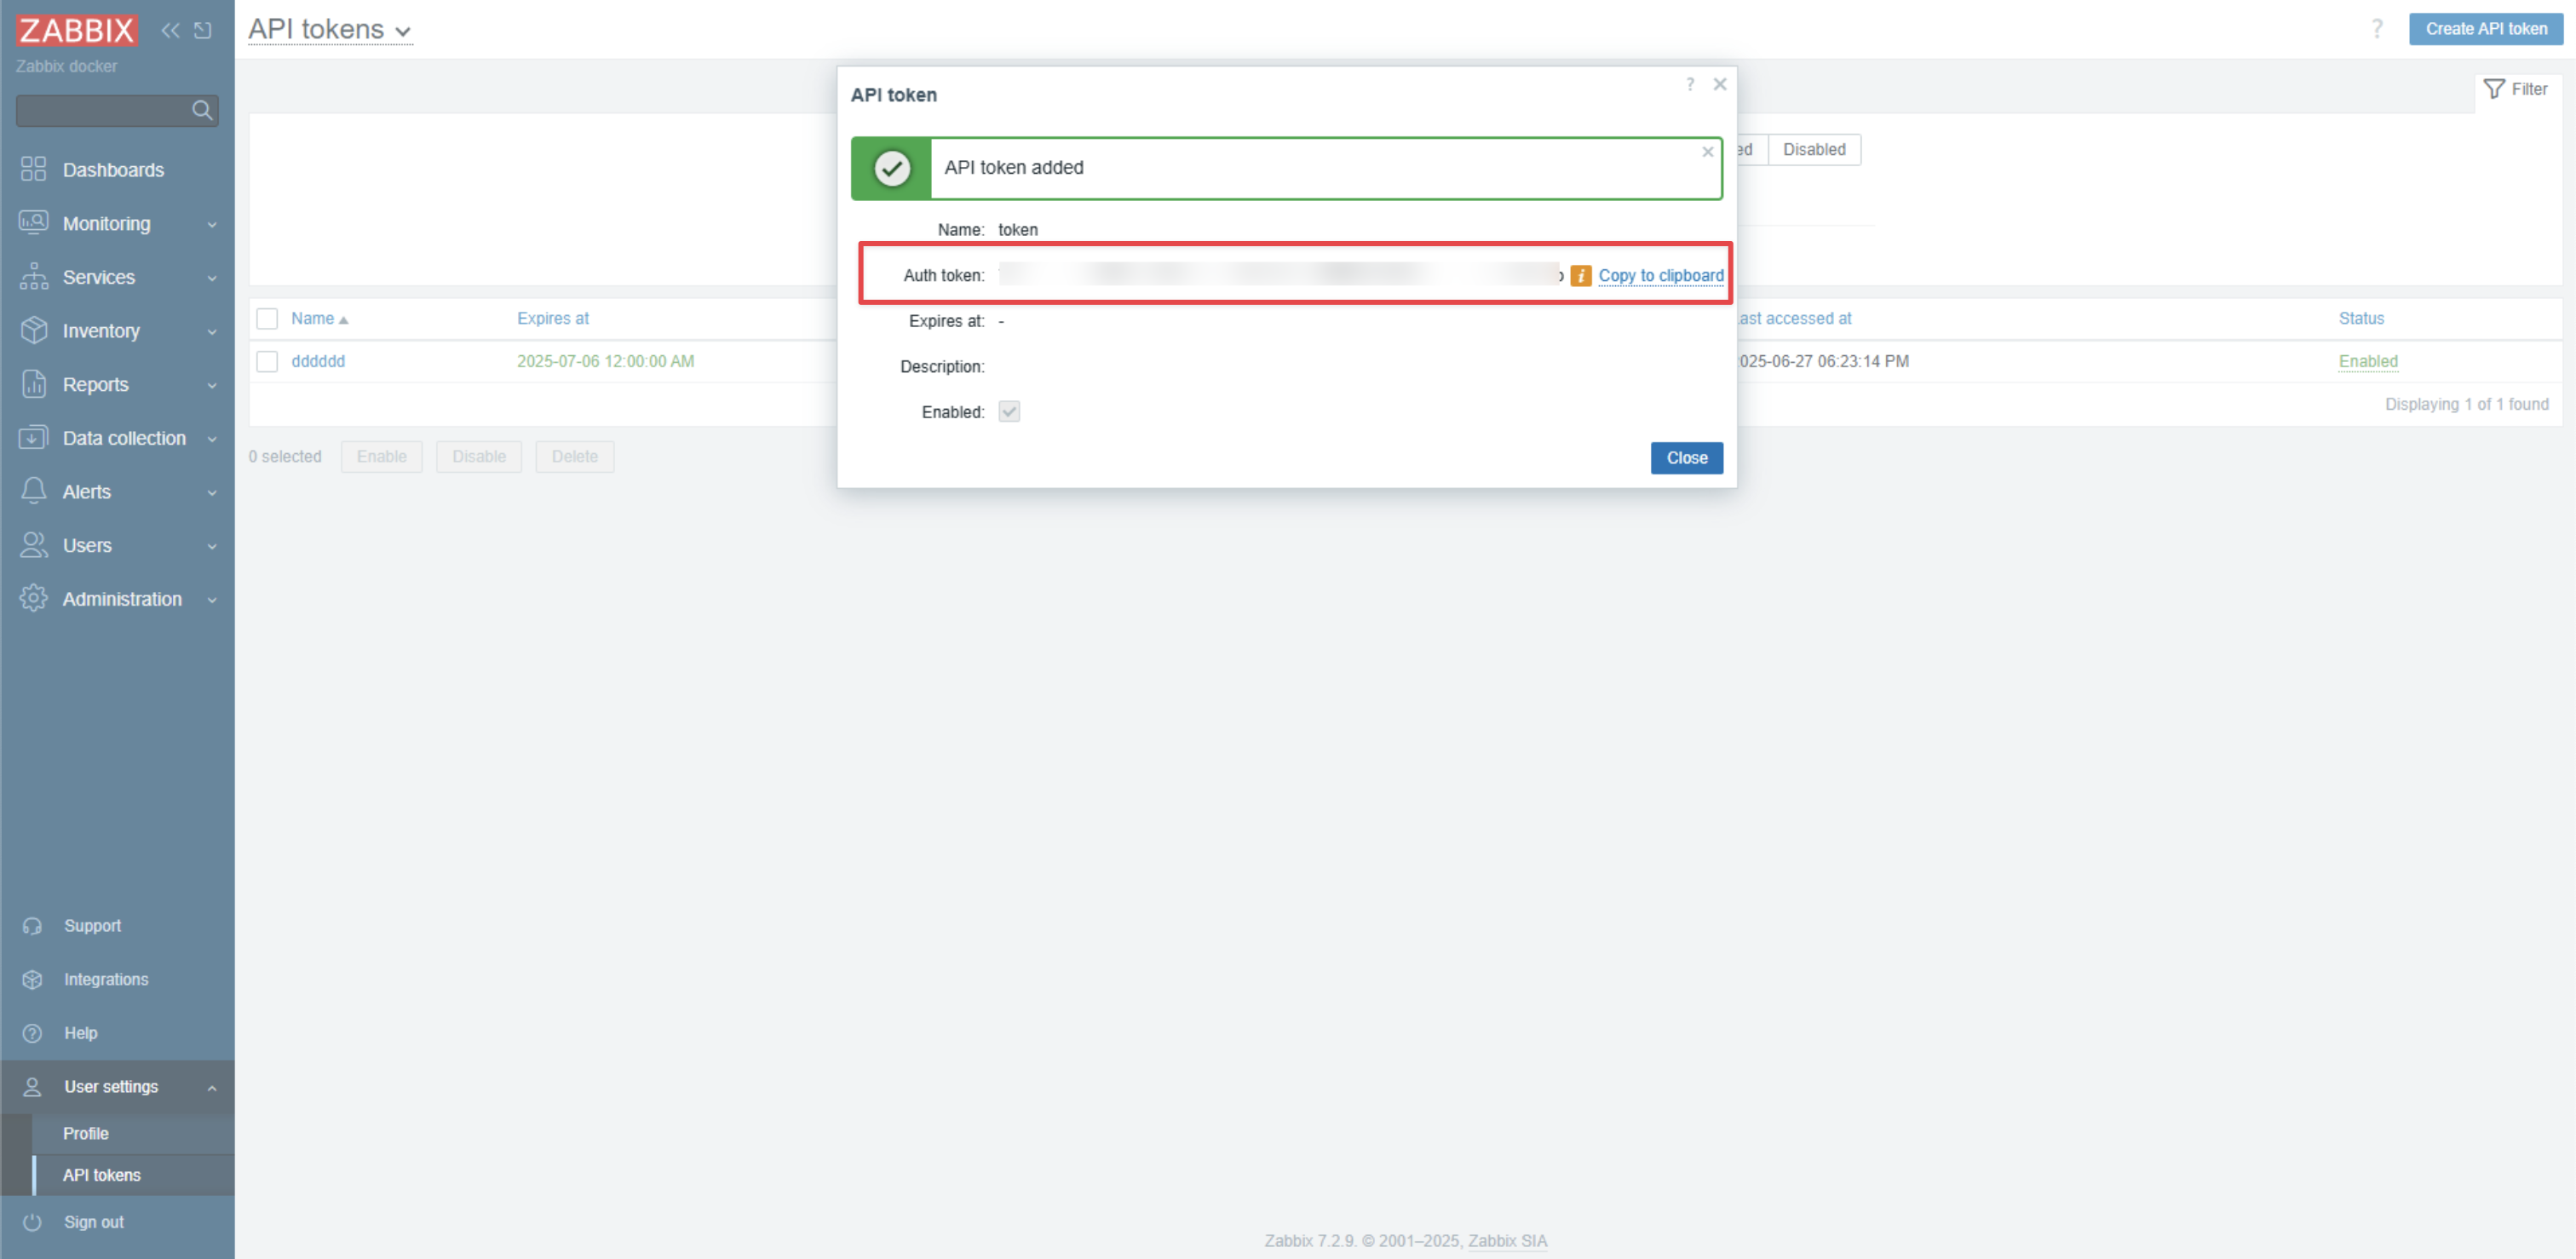 ZABBIX
Zabbix docker
Dashboards
Monitoring
Services
Inventory
Reports
Data collection
Alerts
Users
Administration
Support
Integrations
Help
User settings
Profile
API tokens
Sign out
API tokens
? Create API token
Filter
ed Disabled
Name Expires at ast accessed at Status
dddddd 2025-07-06 12:00:00 AM 025-06-27 06:23:14 PM Enabled
Displaying 1 of 1 found
0 selected Enable Disable Delete
API token ?
API token added
Name: token
Auth token: i Copy to clipboard
Expires at: -
Description:
Enabled:
Close
Zabbix 7.2.9. © 2001–2025, Zabbix SIA